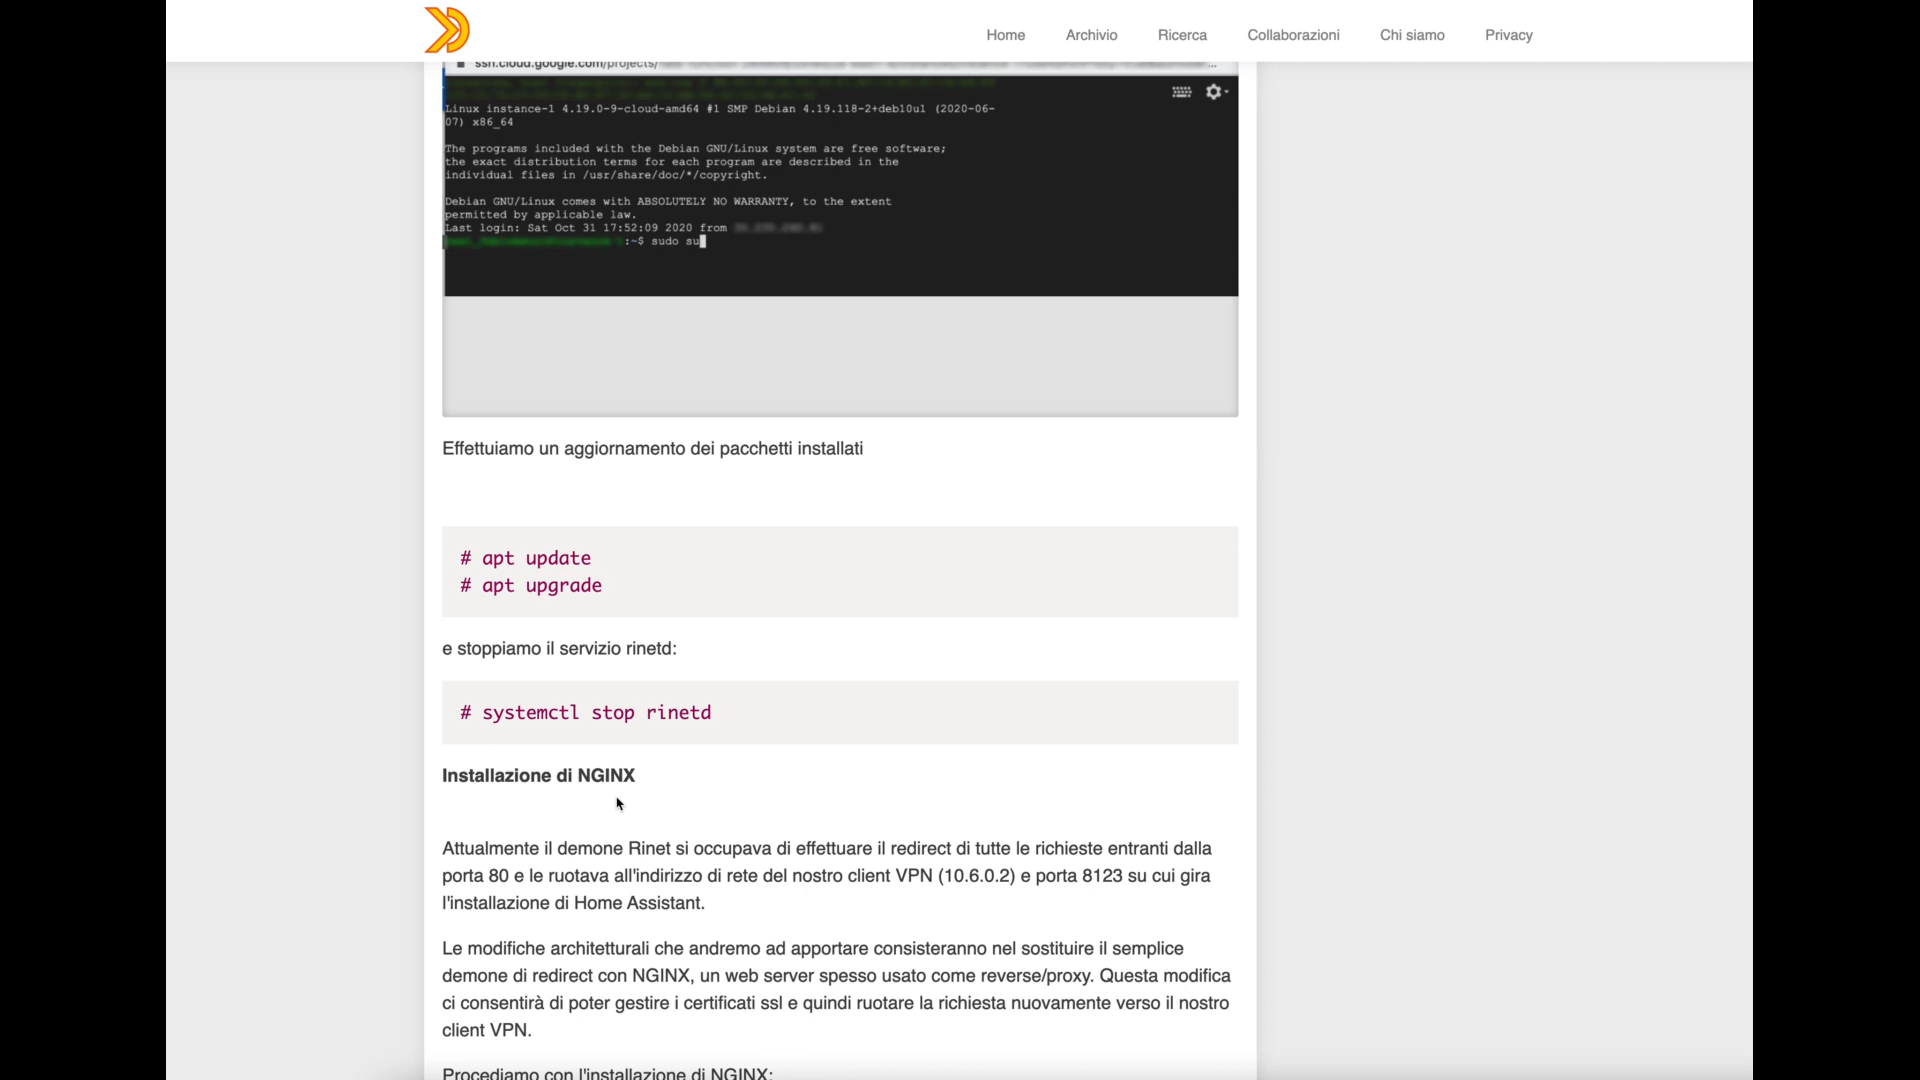 Home Archivio Ricerca Collaborazioni Chi siamo Privacy
ssh.cloud.google.com/projects/
Linux instance-1 4.19.0-9-cloud-amd64 #1 SMP Debian 4.19.118-2+deb10u1 (2020-06-
07) x86_64
The programs included with the Debian GNU/Linux system are free software;
the exact distribution terms for each program are described in the
individual files in /usr/share/doc/*/copyright.
Debian GNU/Linux comes with ABSOLUTELY NO WARRANTY, to the extent
permitted by applicable law.
Last login: Sat Oct 31 17:52:09 2020 from
:~$ sudo su
Effettuiamo un aggiornamento dei pacchetti installati
# apt update
# apt upgrade
e stoppiamo il servizio rinetd:
# systemctl stop rinetd
Installazione di NGINX
Attualmente il demone Rinet si occupava di effettuare il redirect di tutte le richieste entranti dalla
porta 80 e le ruotava all'indirizzo di rete del nostro client VPN (10.6.0.2) e porta 8123 su cui gira
l'installazione di Home Assistant.
Le modifiche architetturali che andremo ad apportare consisteranno nel sostituire il semplice
demone di redirect con NGINX, un web server spesso usato come reverse/proxy. Questa modifica
ci consentirà di poter gestire i certificati ssl e quindi ruotare la richiesta nuovamente verso il nostro
client VPN.
Procediamo con l'installazione di NGINX: